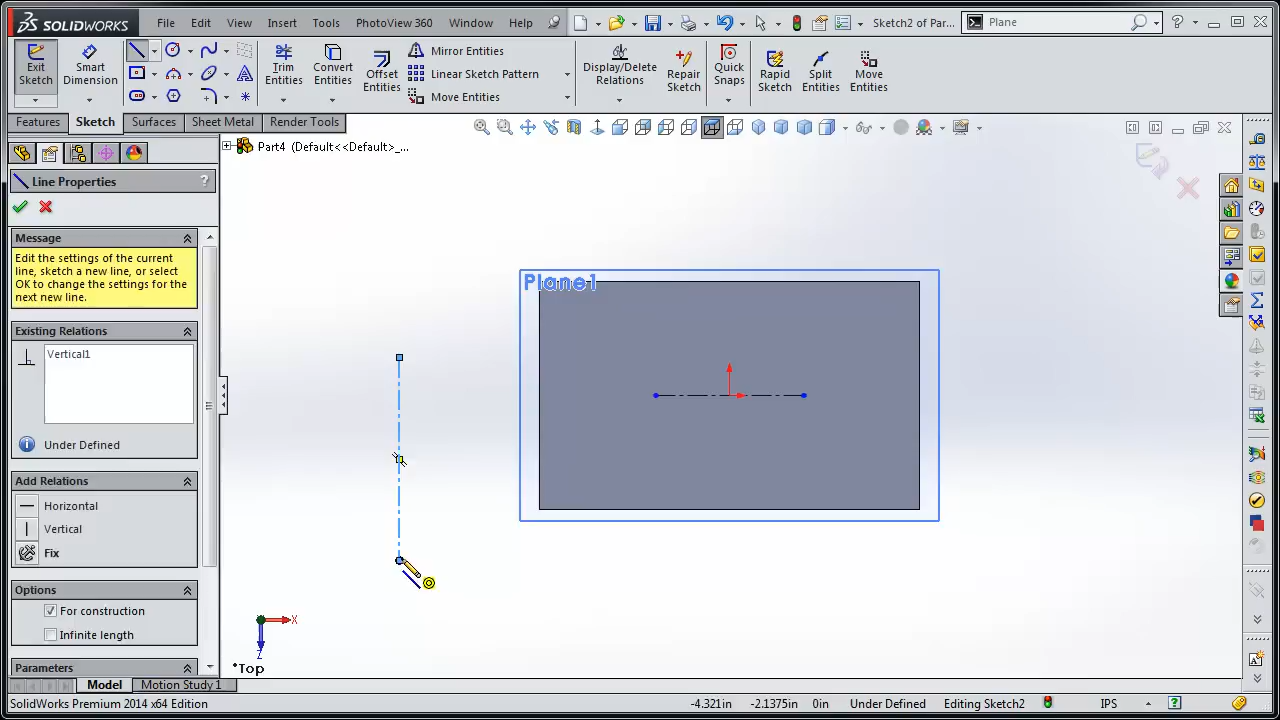 SOLIDWORKS File Edit View Insert Tools PhotoView 360 Window Help Sketch2 of Par... Plane
Exit Sketch
Smart Dimension
Trim Entities
Convert Entities
Offset Entities
Mirror Entities
Linear Sketch Pattern
Move Entities
Display/Delete Relations
Repair Sketch
Quick Snaps
Rapid Sketch
Split Entities
Move Entities
Features Sketch Surfaces Sheet Metal Render Tools
Part4 (Default<<Default>_...
Line Properties ?
Message
Edit the settings of the current
line, sketch a new line, or select
OK to change the settings for the
next new line.
Existing Relations
Vertical1
Under Defined
Add Relations
Horizontal
Vertical
Fix
Options
For construction
Infinite length
Parameters
Plane1
X
Z
*Top
Model Motion Study 1
SolidWorks Premium 2014 x64 Edition -4.321in -2.1375in 0in Under Defined Editing Sketch2 IPS